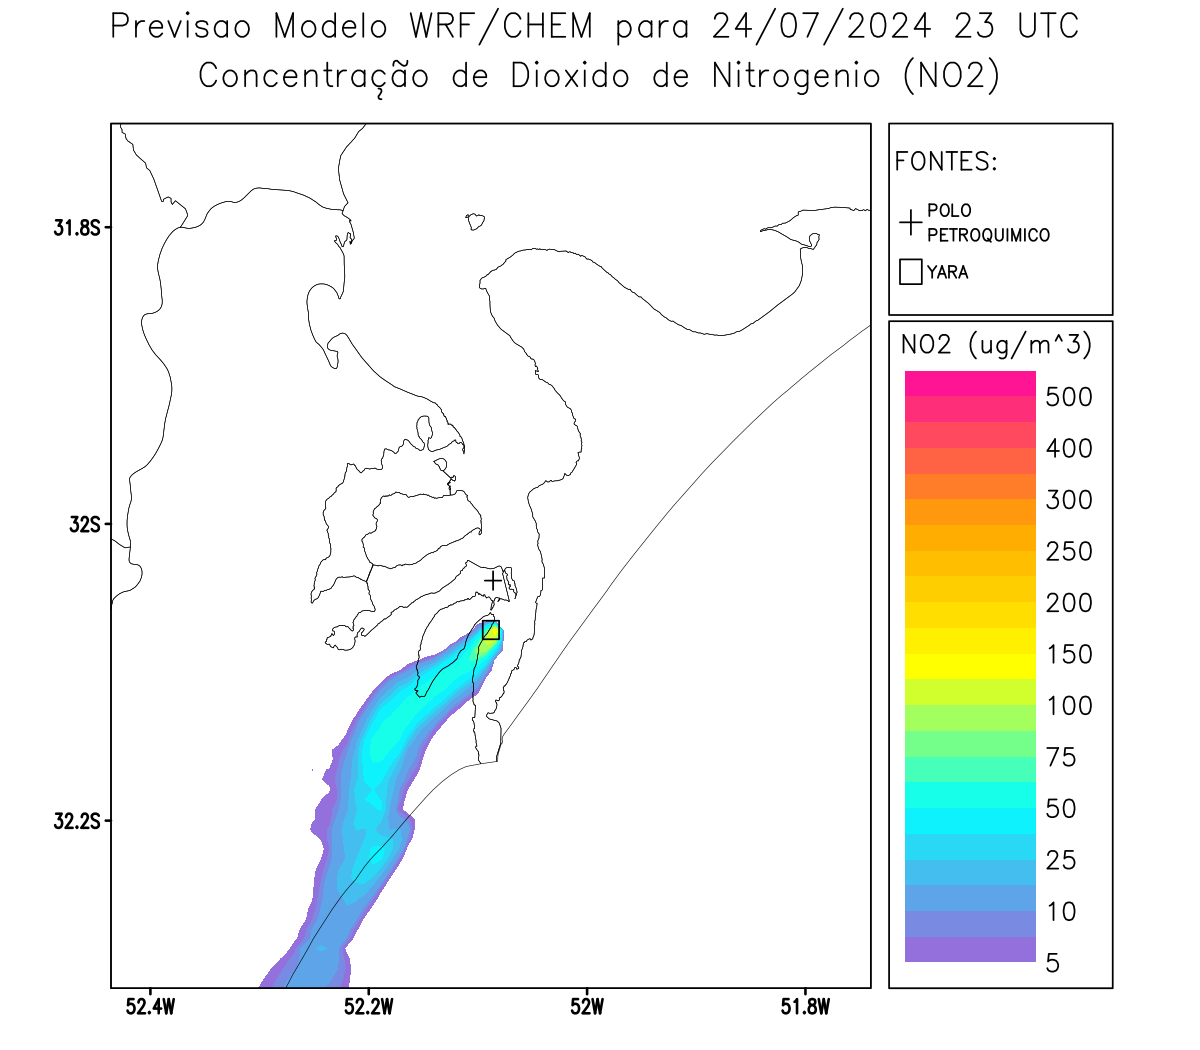 Previsao Modelo WRF/CHEM para 24/07/2024 23 UTC
Concentração de Dioxido de Nitrogenio (NO2)
FONTES:
POLO
PETROQUIMICO
YARA
31.8S
32S
32.2S
52.4W
52.2W
52W
51.8W
NO2 (ug/m^3)
500
400
300
250
200
150
100
75
50
25
10
5